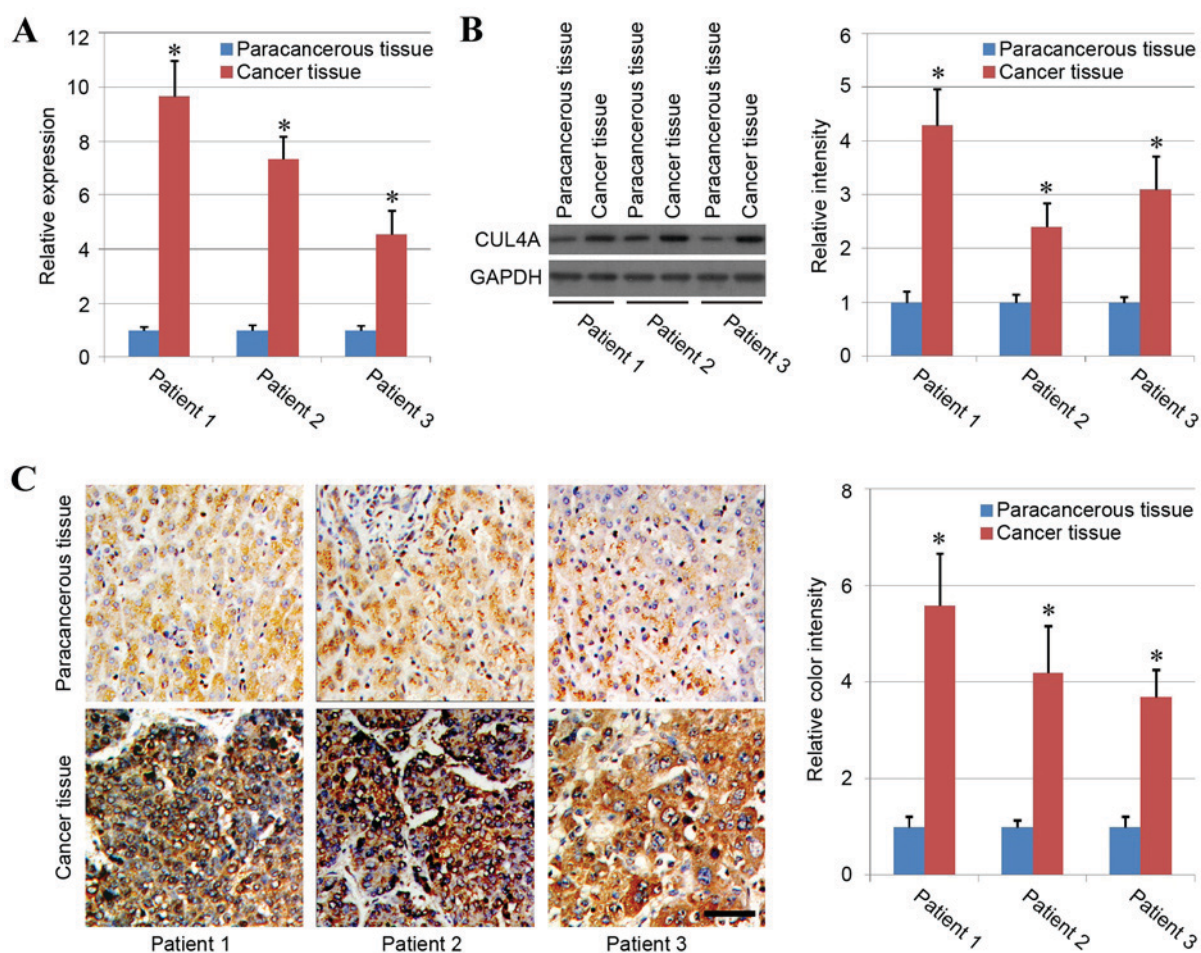 A
Relative expression
12
10
8
6
4
2
0
Paracancerous tissue
Cancer tissue
*
*
*
Patient 1
Patient 2
Patient 3
B
Paracancerous tissue
Cancer tissue
Paracancerous tissue
Cancer tissue
Paracancerous tissue
Cancer tissue
CUL4A
GAPDH
Patient 1
Patient 2
Patient 3
Relative intensity
6
5
4
3
2
1
0
Paracancerous tissue
Cancer tissue
*
*
*
Patient 1
Patient 2
Patient 3
C
Paracancerous tissue
Cancer tissue
Patient 1
Patient 2
Patient 3
Relative color intensity
8
6
4
2
0
Paracancerous tissue
Cancer tissue
*
*
*
Patient 1
Patient 2
Patient 3